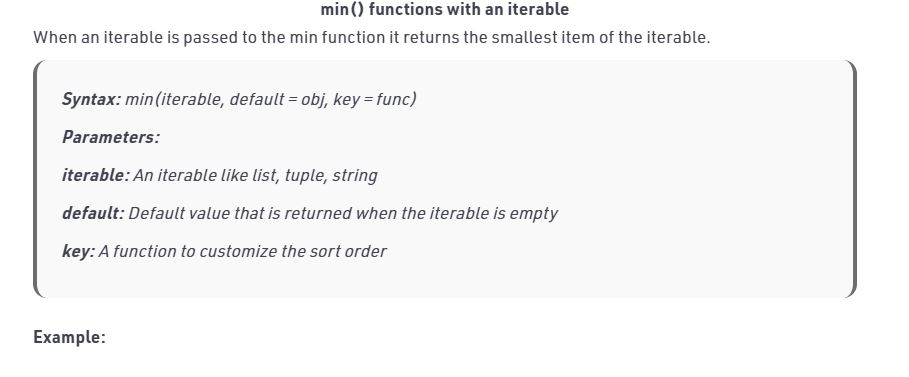 min() functions with an iterable
When an iterable is passed to the min function it returns the smallest item of the iterable.
Syntax: min(iterable, default = obj, key = func)
Parameters:
iterable: An iterable like list, tuple, string
default: Default value that is returned when the iterable is empty
key: A function to customize the sort order
Example: